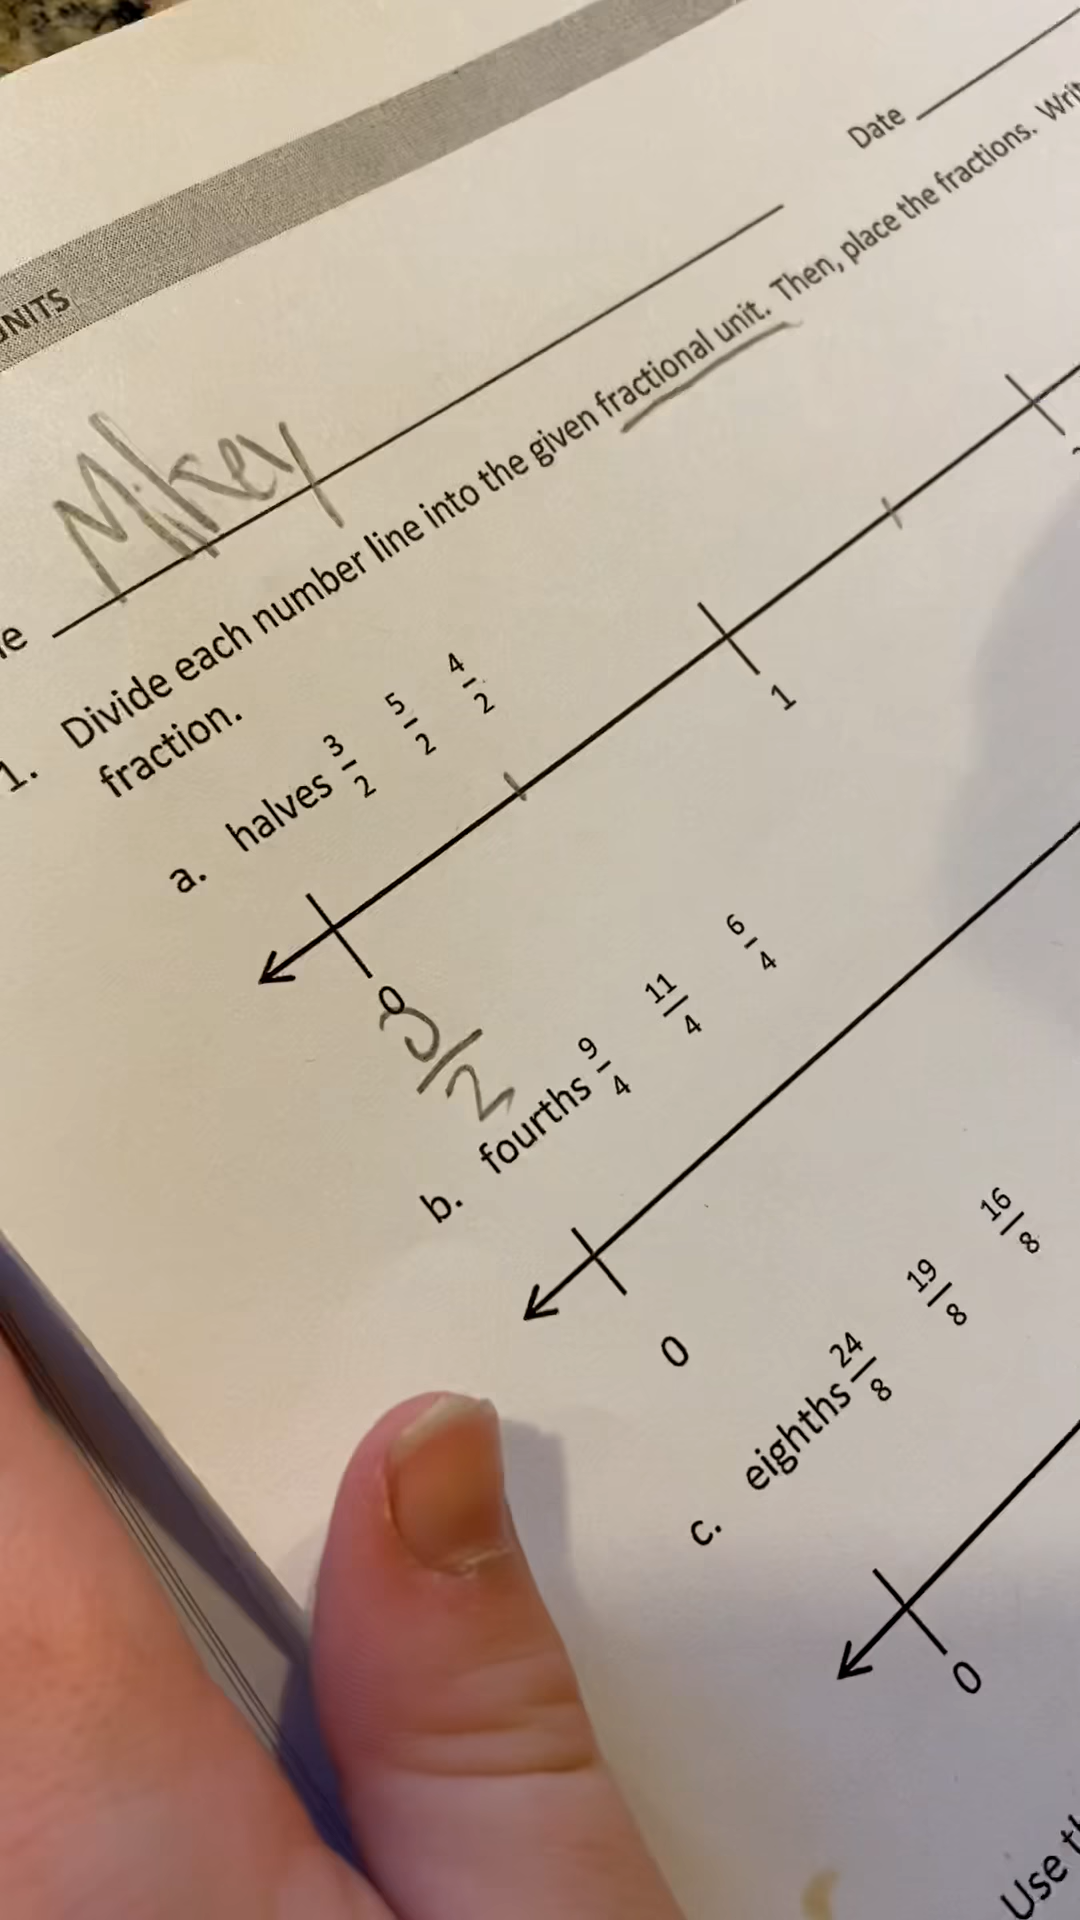 UNITS
Date
Mikey
1. Divide each number line into the given fractional unit. Then, place the fractions.
fraction.
a. halves 3/2 5/2 4/2
0 1
3/2
b. fourths 9/4 11/4 6/4
0
c. eighths 24/8 19/8 16/8
0
Use